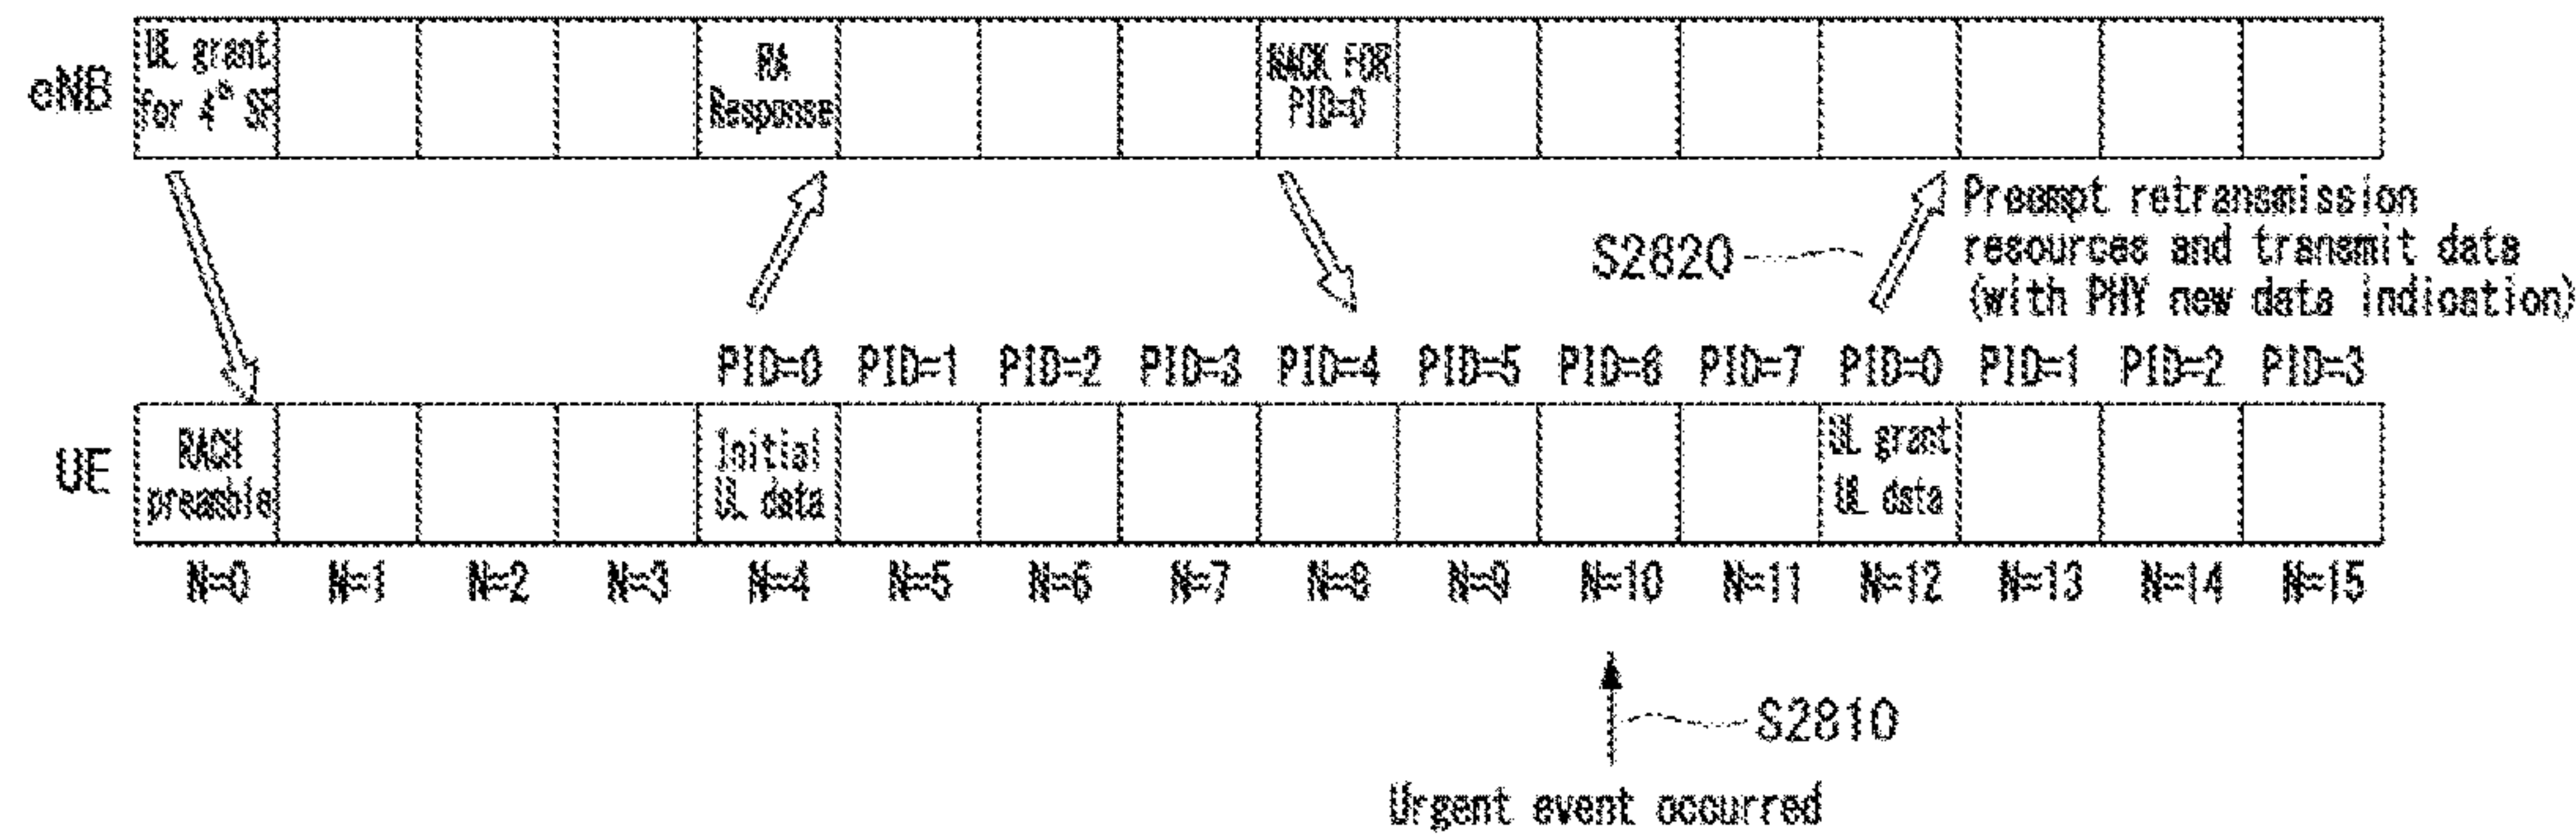 eNB
UL grant
for 4th SF
RA
Response
NACK FOR
PID=0
S2820
Preempt retransmission
resources and transmit data
(with PHY new data indication)
PID=0 PID=1 PID=2 PID=3 PID=4 PID=5 PID=6 PID=7 PID=0 PID=1 PID=2 PID=3
UE
RACH
preamble
Initial
UL data
UL grant
UL data
N=0 N=1 N=2 N=3 N=4 N=5 N=6 N=7 N=8 N=9 N=10 N=11 N=12 N=13 N=14 N=15
S2810
Urgent event occurred